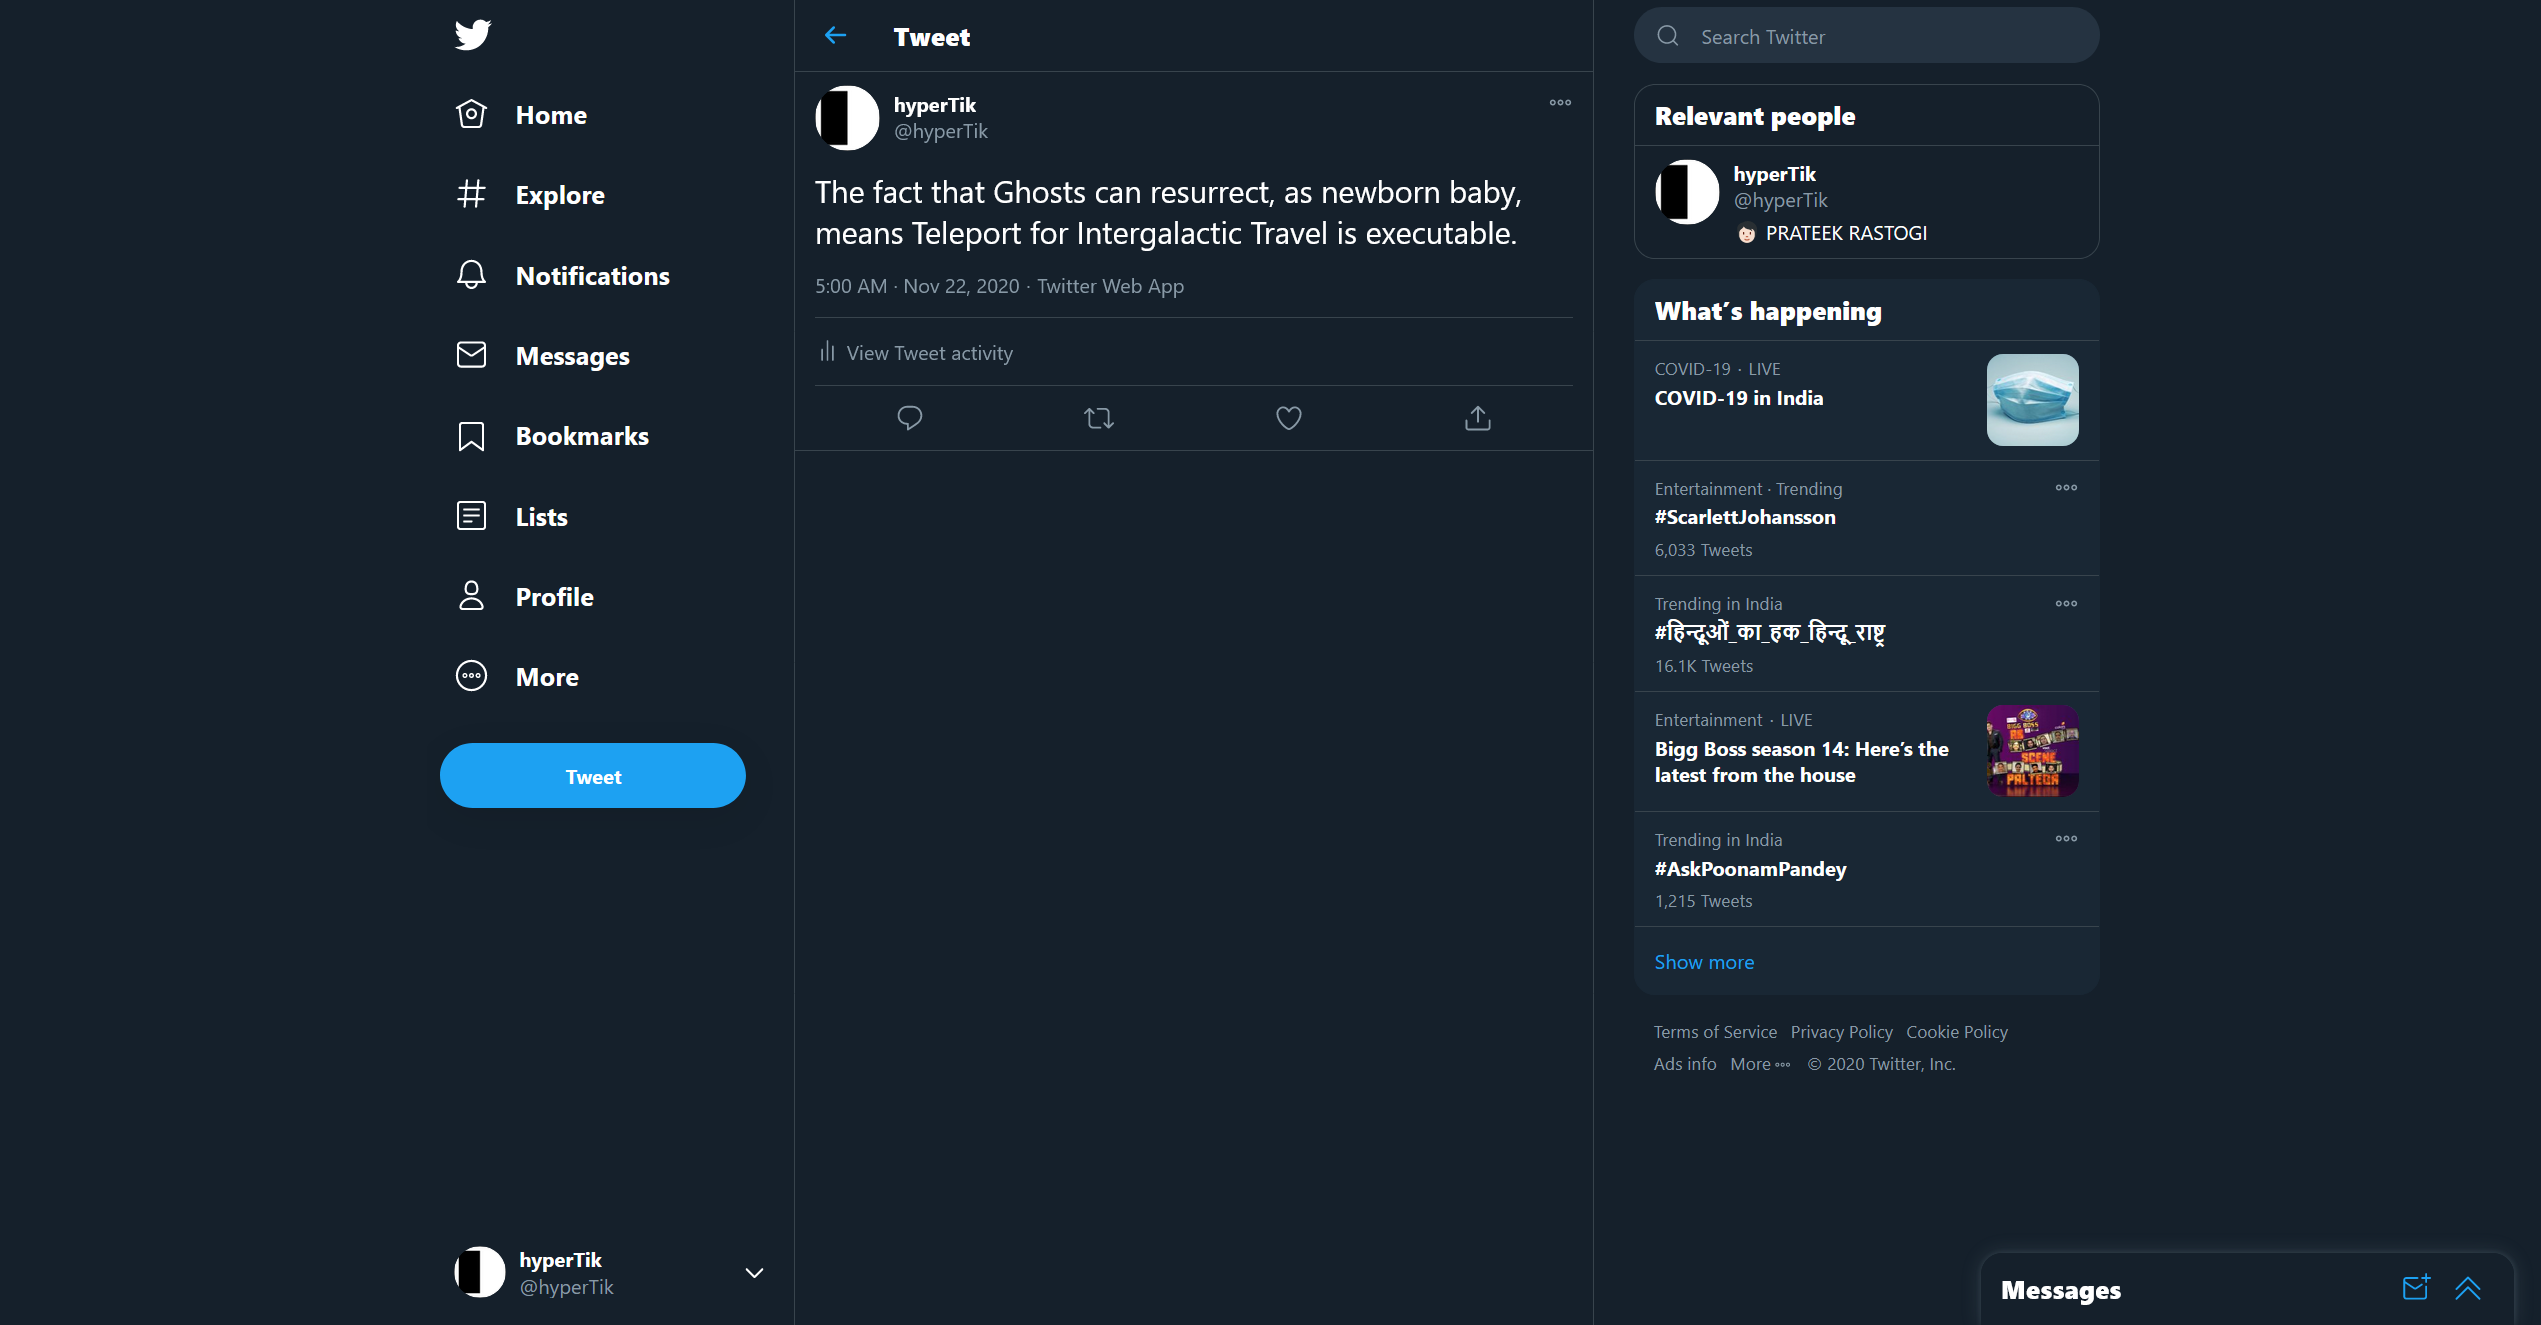 Home
Explore
Notifications
Messages
Bookmarks
Lists
Profile
More
Tweet
hyperTik
@hyperTik
Tweet
hyperTik
@hyperTik
The fact that Ghosts can resurrect, as newborn baby,
means Teleport for Intergalactic Travel is executable.
5:00 AM · Nov 22, 2020 · Twitter Web App
View Tweet activity
Search Twitter
Relevant people
hyperTik
@hyperTik
PRATEEK RASTOGI
What's happening
COVID-19 · LIVE
COVID-19 in India
Entertainment · Trending
#ScarlettJohansson
6,033 Tweets
Trending in India
#हिन्दूओं_का_हक_हिन्दू_राष्ट्र
16.1K Tweets
Entertainment · LIVE
Bigg Boss season 14: Here's the
latest from the house
BIGG BOSS
SCENE
PALTEGA
Trending in India
#AskPoonamPandey
1,215 Tweets
Show more
Terms of Service Privacy Policy Cookie Policy
Ads info More © 2020 Twitter, Inc.
Messages